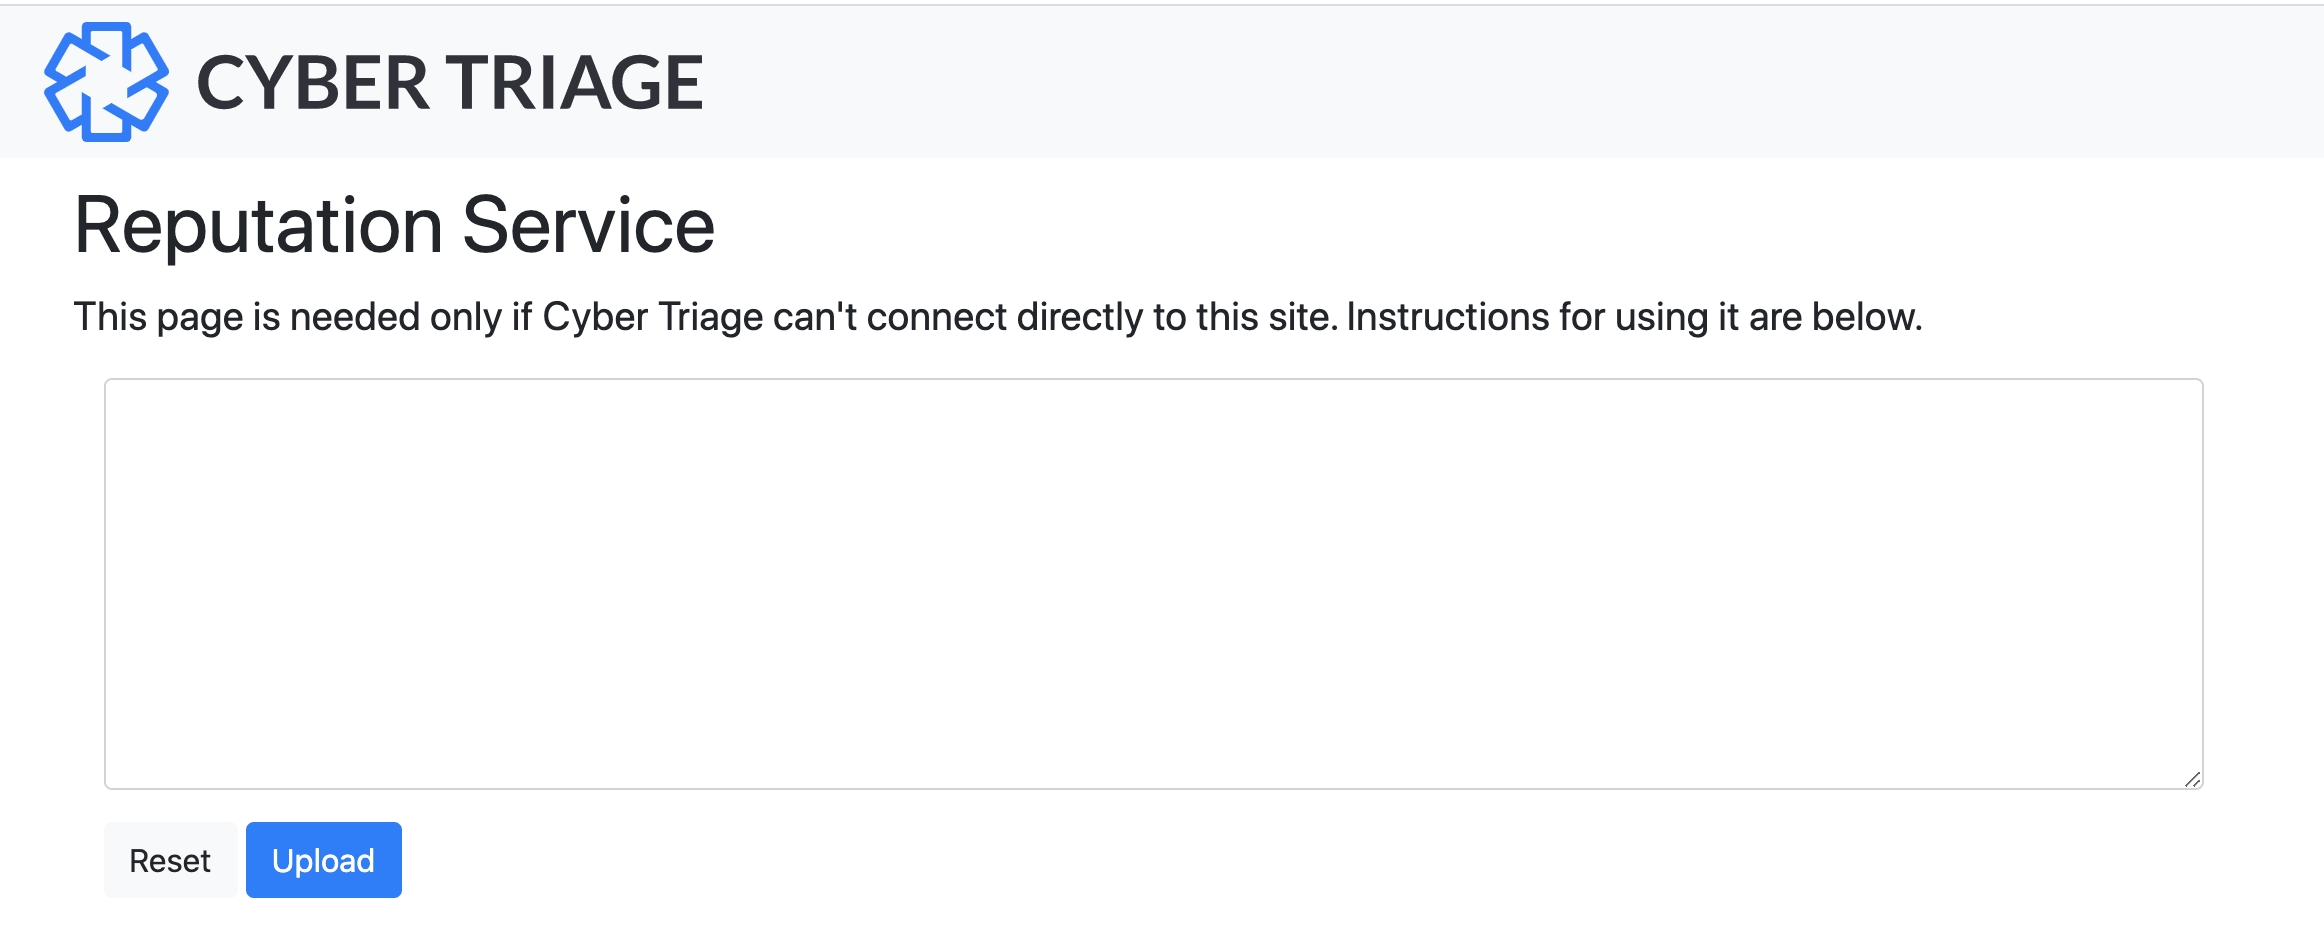 CYBER TRIAGE
Reputation Service
This page is needed only if Cyber Triage can't connect directly to this site. Instructions for using it are below.
Reset
Upload